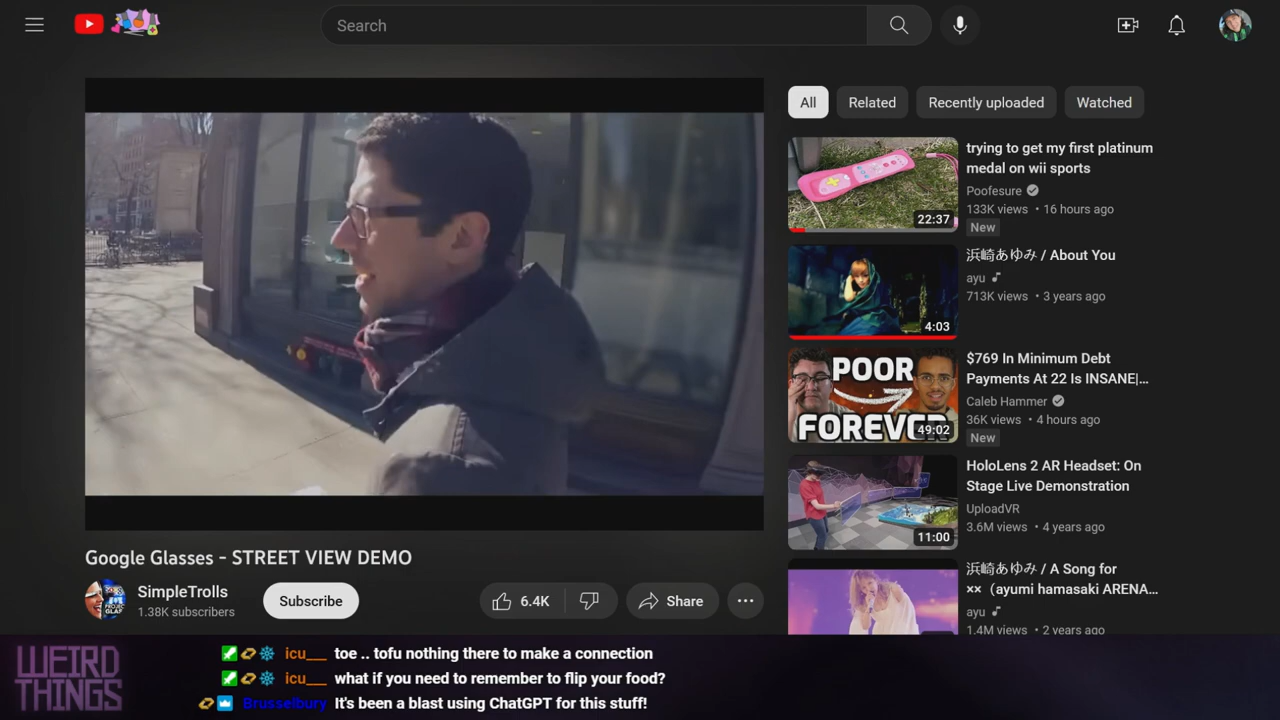 Search
All
Related
Recently uploaded
Watched
22:37
trying to get my first platinum
medal on wii sports
Poofesure
133K views • 16 hours ago
New
4:03
浜崎あゆみ / About You
ayu
713K views • 3 years ago
POOR
FOREVER
49:02
$769 In Minimum Debt
Payments At 22 Is INSANE|...
Caleb Hammer
36K views • 4 hours ago
New
11:00
HoloLens 2 AR Headset: On
Stage Live Demonstration
UploadVR
3.6M views • 4 years ago
浜崎あゆみ / A Song for
××（ayumi hamasaki ARENA...
ayu
1.4M views • 2 years ago
Google Glasses - STREET VIEW DEMO
SimpleTrolls
1.38K subscribers
Subscribe
6.4K
Share
WEIRD
THINGS
icu___ toe .. tofu nothing there to make a connection
icu___ what if you need to remember to flip your food?
Brusselbury It's been a blast using ChatGPT for this stuff!